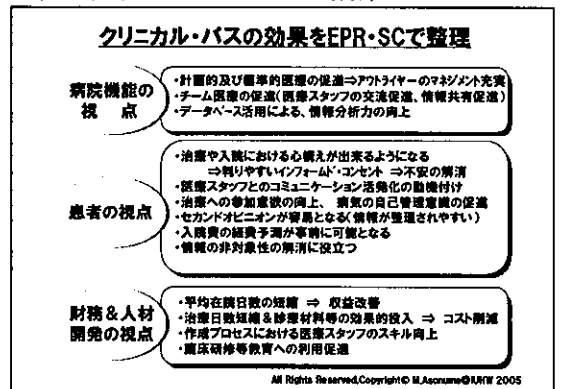 クリニカル・パスの効果をEPR・SCで整理
病院機能の
視 点
・計画的及び標準的医療の促進⇒アウトライヤーのマネジメント充実
・チーム医療の促進(医療スタッフの交流促進、情報共有促進)
・データベース活用による、情報分析力の向上
患者の視点
・治療や入院における心構えが出来るようになる
⇒判りやすいインフォームド・コンセント ⇒不安の解消
・医療スタッフとのコミュニケーション活発化の動機付け
・治療への参加意欲の向上、 病気の自己管理意識の促進
・セカンドオピニオンが容易となる(情報が整理されやすい)
・入院費の経費予測が事前に可能となる
・情報の非対象性の解消に役立つ
財務&人材
開発の視点
・平均在院日数の短縮 ⇒ 収益改善
・治療日数短縮&診療材料等の効果的投入 ⇒ コスト削減
・作成プロセスにおける医療スタッフのスキル向上
・臨床研修等教育への利用促進
All Rights Reserved,Copyright© M.Asonuma@IUHW 2005